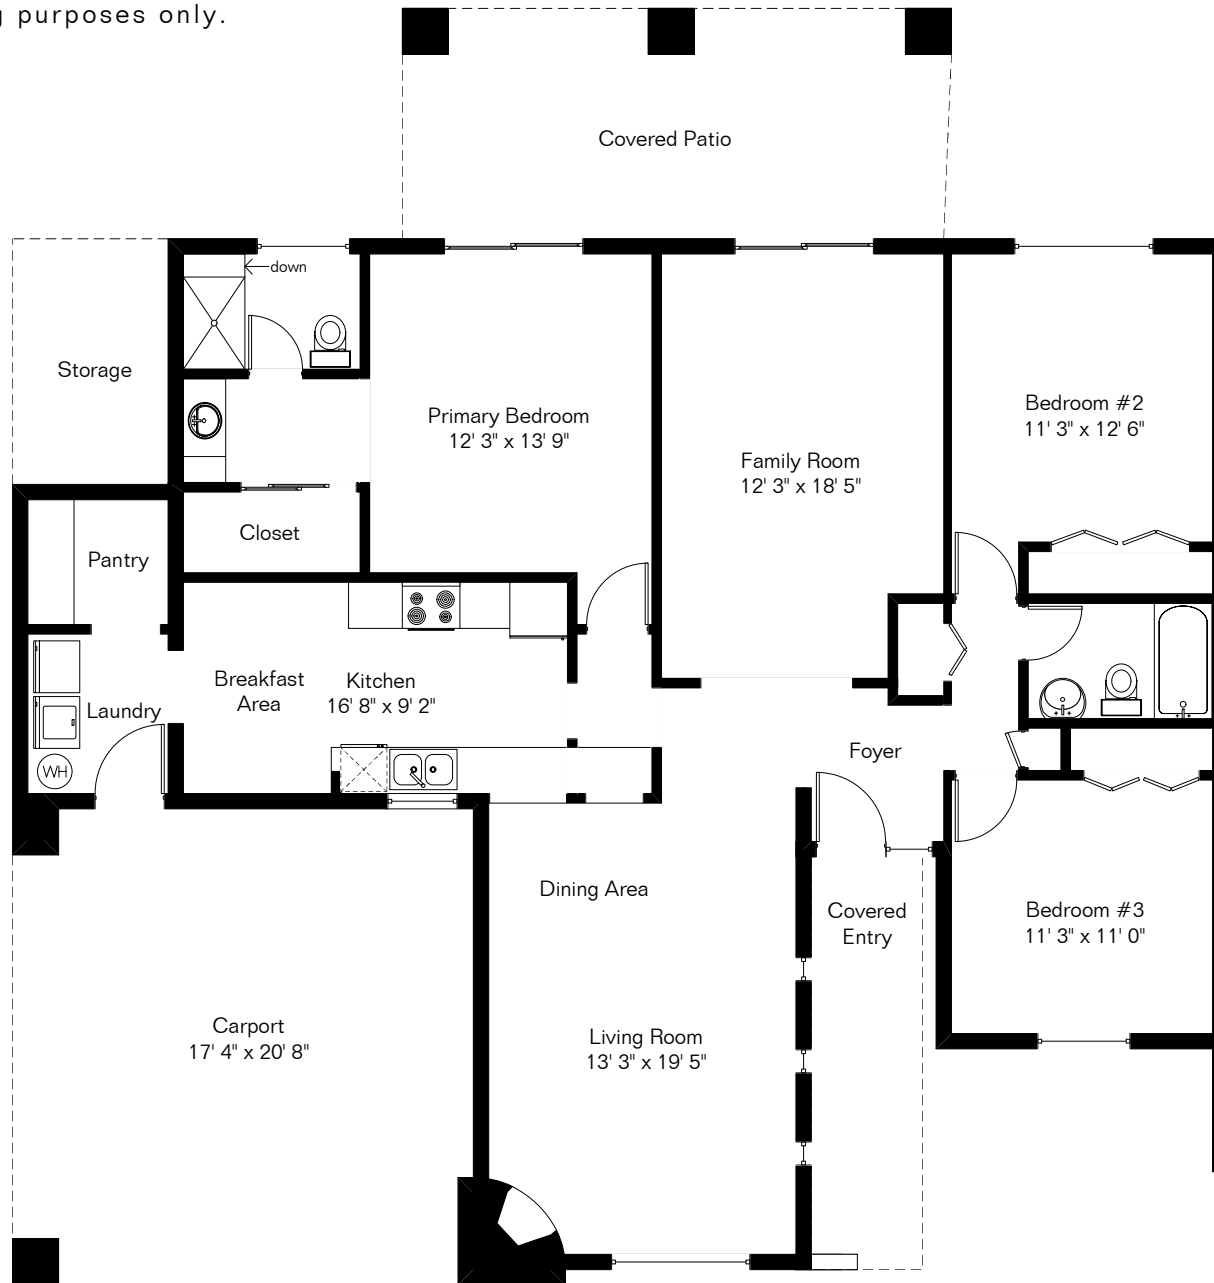 purposes only.
Covered Patio
down
Storage
Primary Bedroom
12' 3" x 13' 9"
Family Room
12' 3" x 18' 5"
Bedroom #2
11' 3" x 12' 6"
Closet
Pantry
Breakfast
Area
Kitchen
16' 8" x 9' 2"
Laundry
WH
Foyer
Dining Area
Covered
Entry
Bedroom #3
11' 3" x 11' 0"
Carport
17' 4" x 20' 8"
Living Room
13' 3" x 19' 5"